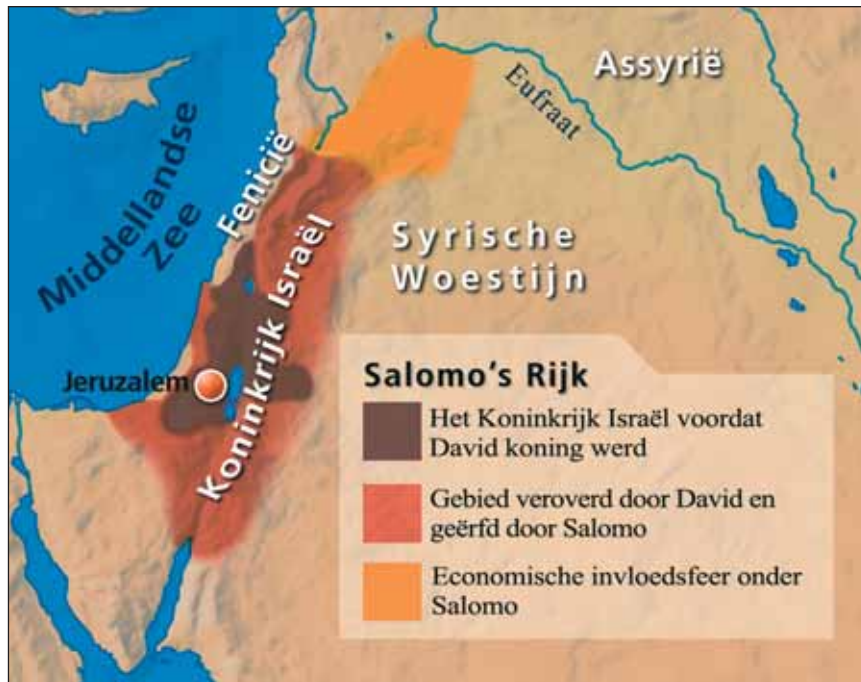 Assyrië
Eufraat
Middellandse
Zee
Fenicië
Koninkrijk Israël
Syrische
Woestijn
Jeruzalem
Salomo's Rijk
Het Koninkrijk Israël voordat
David koning werd
Gebied veroverd door David en
geërfd door Salomo
Economische invloedsfeer onder
Salomo